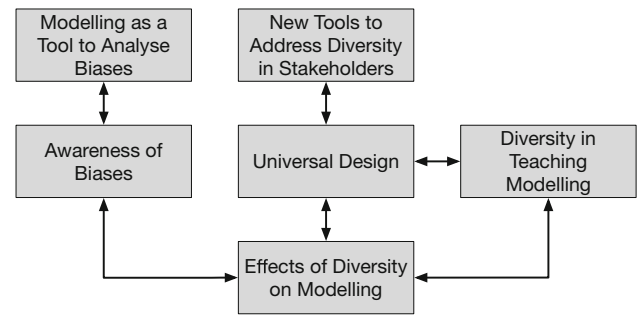 Modelling as a
Tool to Analyse
Biases
New Tools to
Address Diversity
in Stakeholders
Awareness of
Biases
Universal Design
Diversity in
Teaching
Modelling
Effects of Diversity
on Modelling